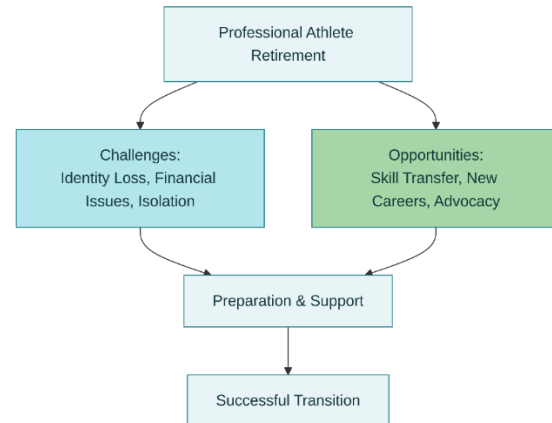 Professional Athlete
Retirement
Challenges:
Identity Loss, Financial
Issues, Isolation
Opportunities:
Skill Transfer, New
Careers, Advocacy
Preparation & Support
Successful Transition